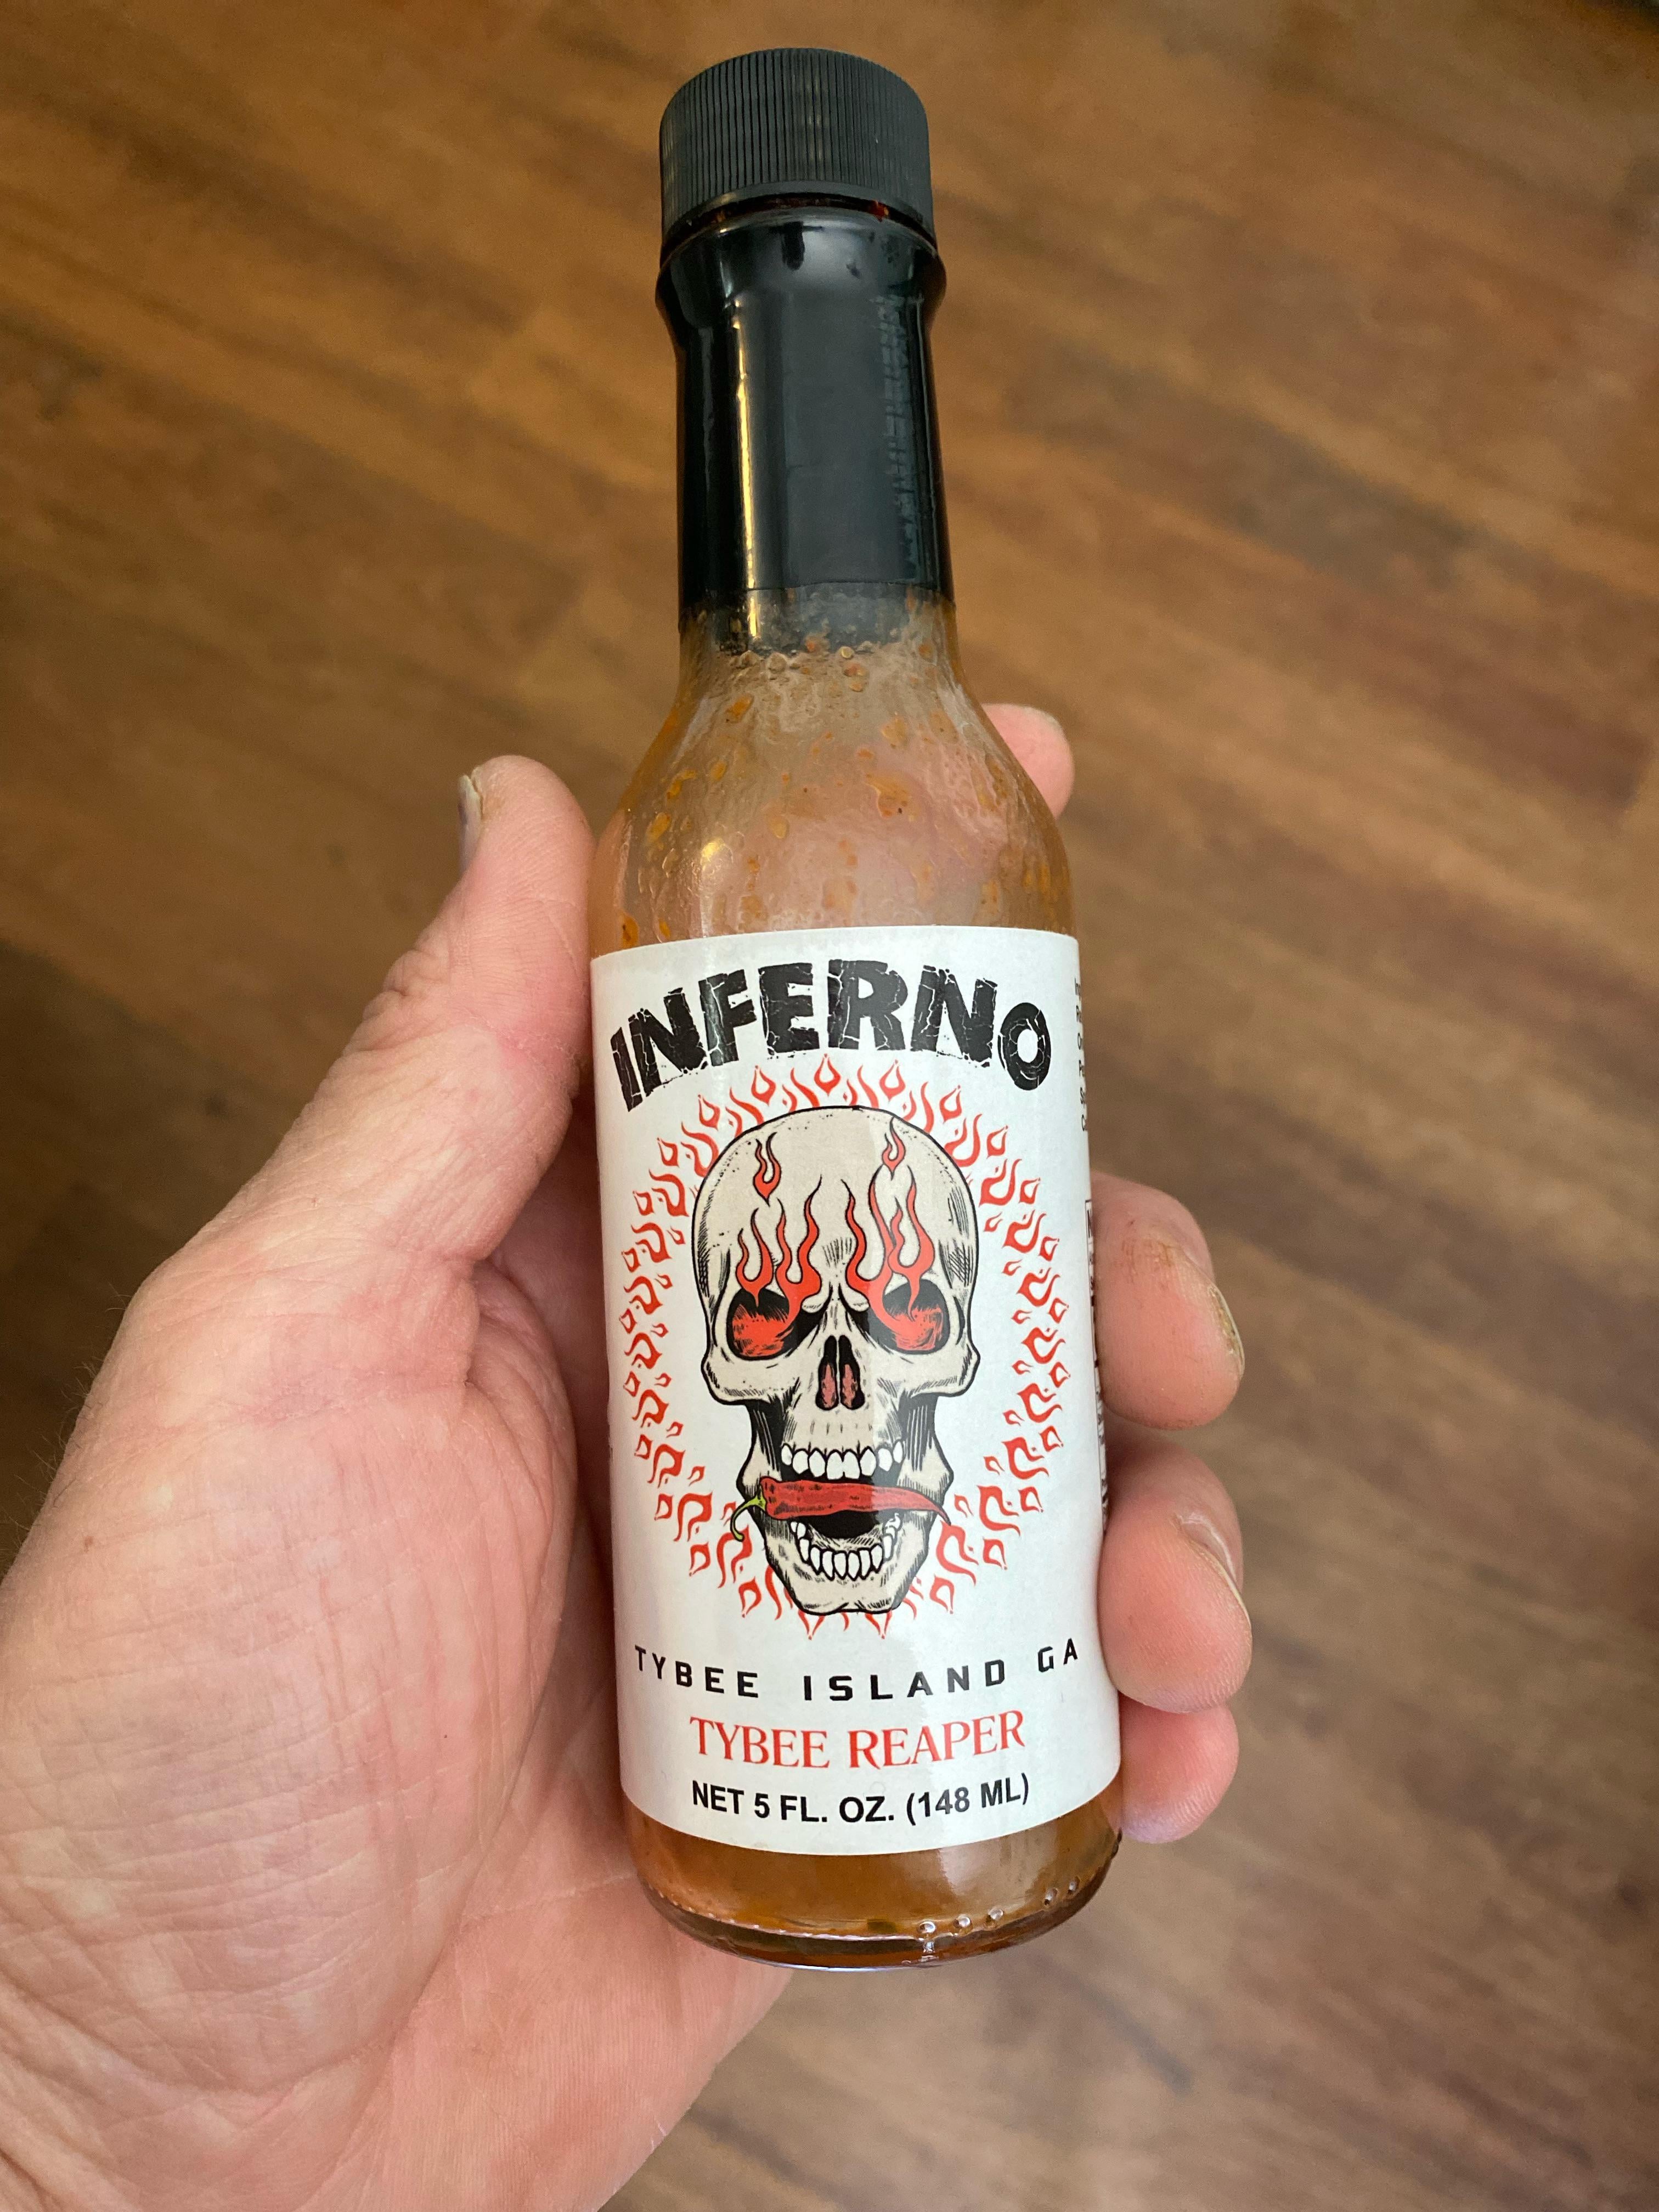 INFERNO
TYBEE ISLAND GA
TYBEE REAPER
NET 5 FL. OZ. (148 ML)